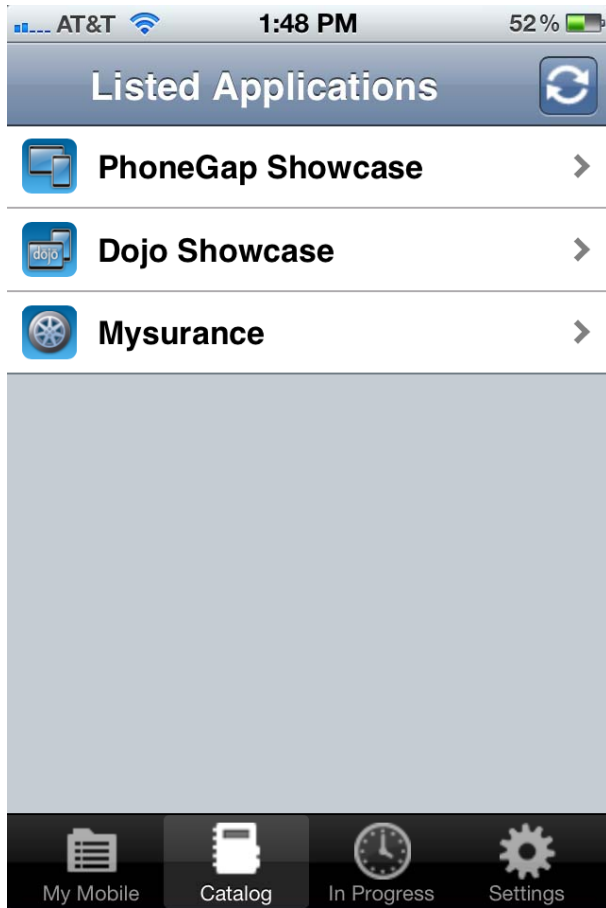 AT&T 1:48 PM 52%
Listed Applications
PhoneGap Showcase
dojo
Dojo Showcase
Mysurance
My Mobile Catalog In Progress Settings